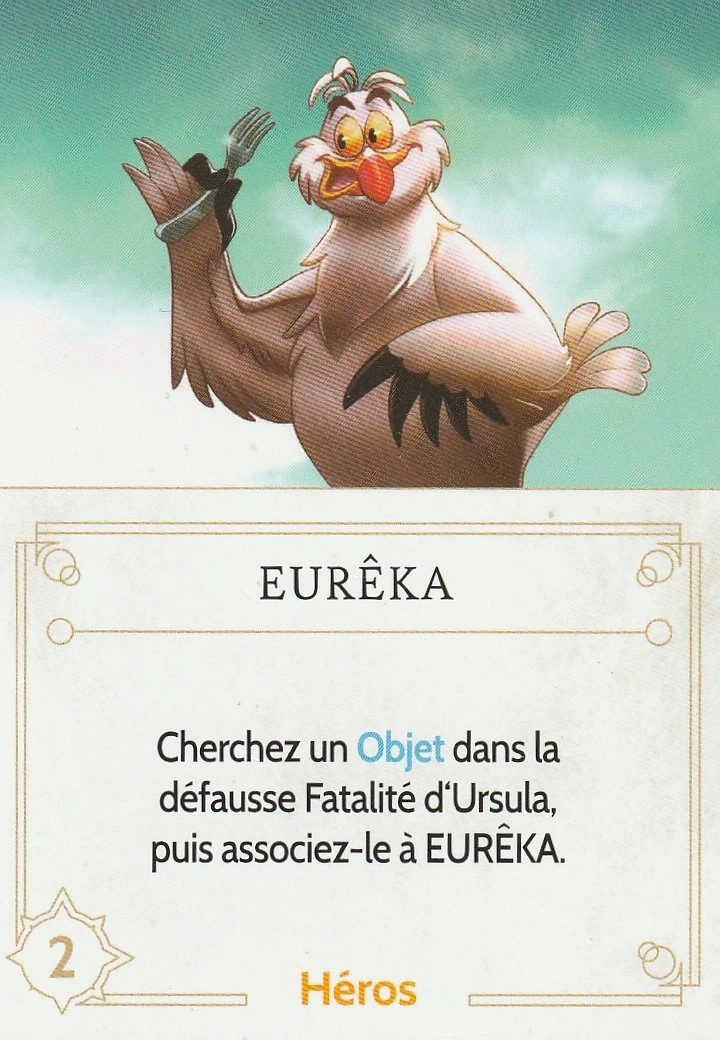 EURÊKA
Cherchez un Objet dans la
défausse Fatalité d‘Ursula,
puis associez-le à EURÊKA.
2
Héros